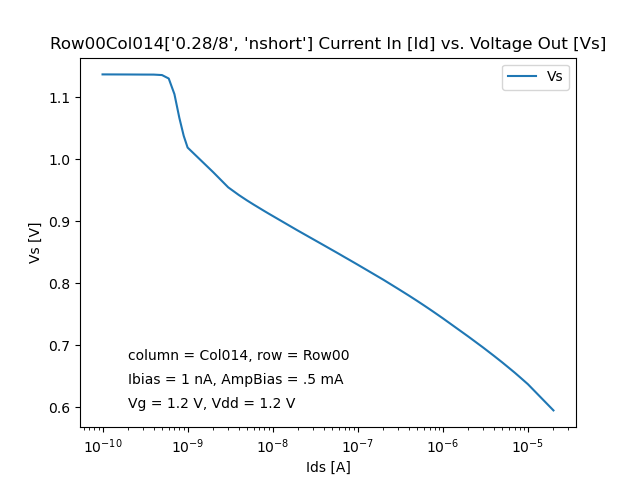 Row00Col014['0.28/8', 'nshort'] Current In [Id] vs. Voltage Out [Vs]
Vs
1.1
1.0
0.9
0.8
0.7
0.6
Vs [V]
column = Col014, row = Row00
Ibias = 1 nA, AmpBias = .5 mA
Vg = 1.2 V, Vdd = 1.2 V
10⁻¹⁰ 10⁻⁹ 10⁻⁸ 10⁻⁷ 10⁻⁶ 10⁻⁵
Ids [A]